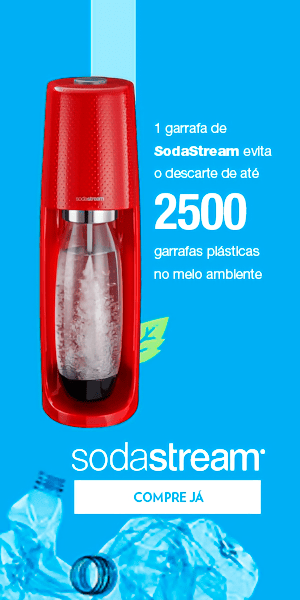 1 garrafa de
SodaStream evita
o descarte de até
2500
garrafas plásticas
no meio ambiente
sodastream
sodastream
COMPRE JÁ